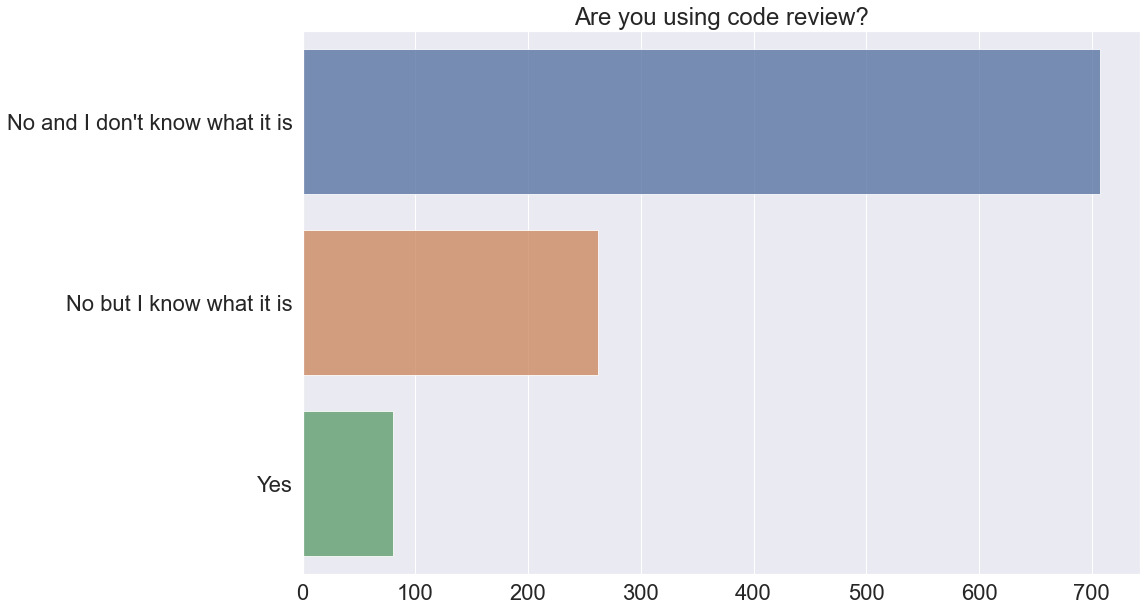 Are you using code review?
No and I don't know what it is
No but I know what it is
Yes
0 100 200 300 400 500 600 700